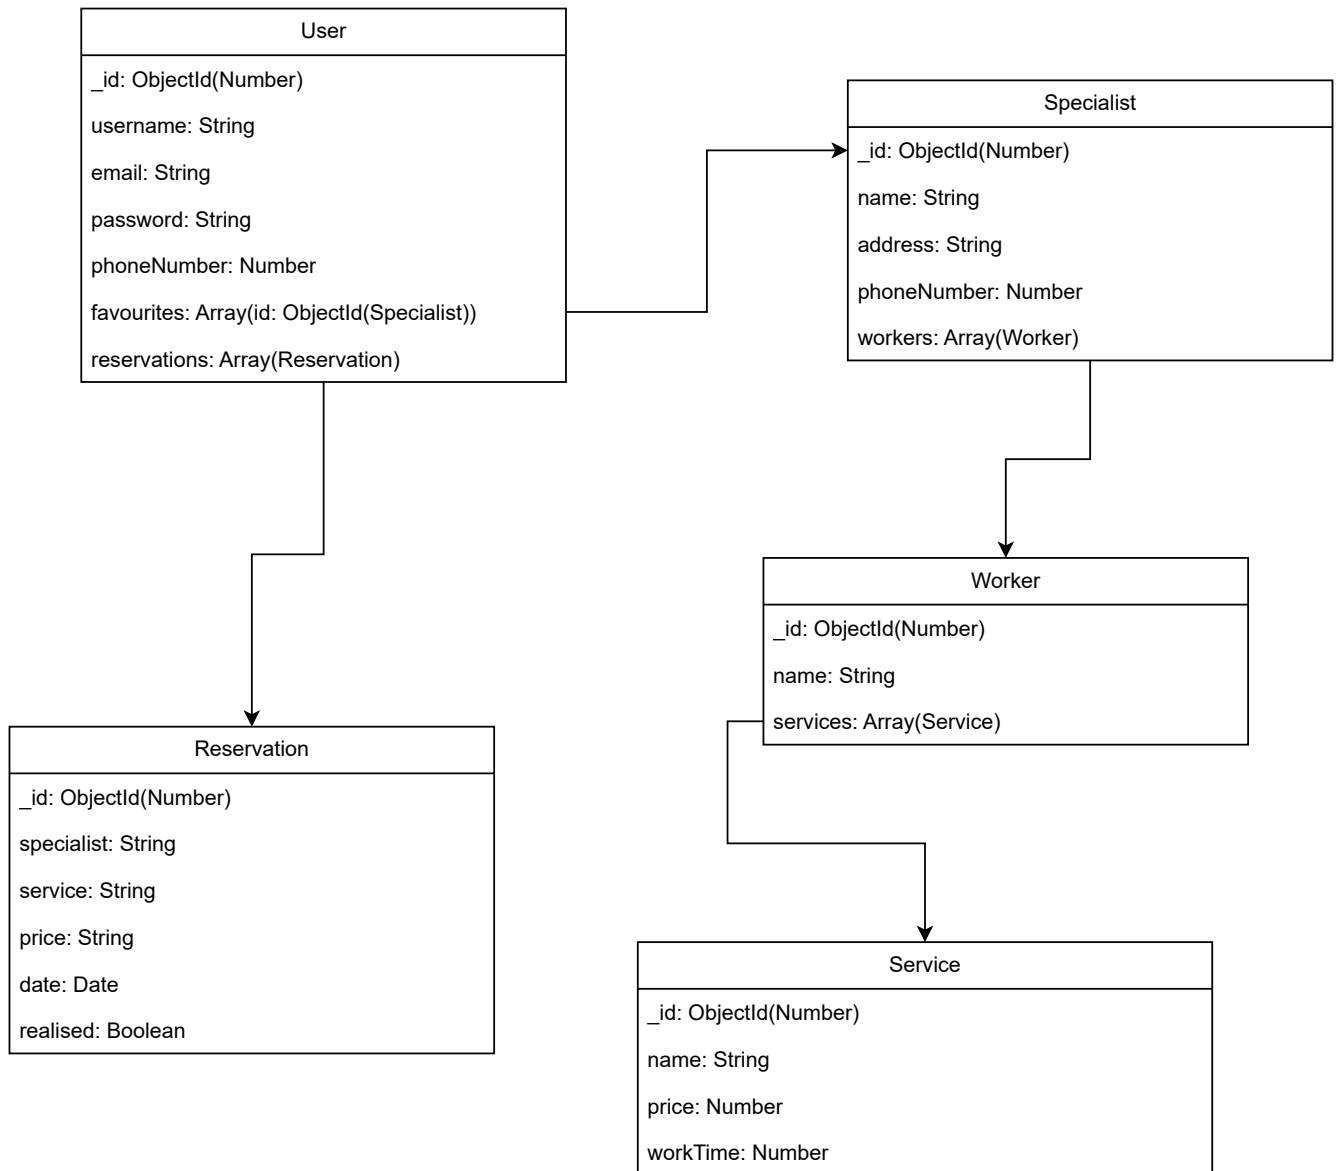 User
_id: ObjectId(Number)
username: String
email: String
password: String
phoneNumber: Number
favourites: Array(id: ObjectId(Specialist))
reservations: Array(Reservation)
Specialist
_id: ObjectId(Number)
name: String
address: String
phoneNumber: Number
workers: Array(Worker)
Worker
_id: ObjectId(Number)
name: String
services: Array(Service)
Reservation
_id: ObjectId(Number)
specialist: String
service: String
price: String
date: Date
realised: Boolean
Service
_id: ObjectId(Number)
name: String
price: Number
workTime: Number